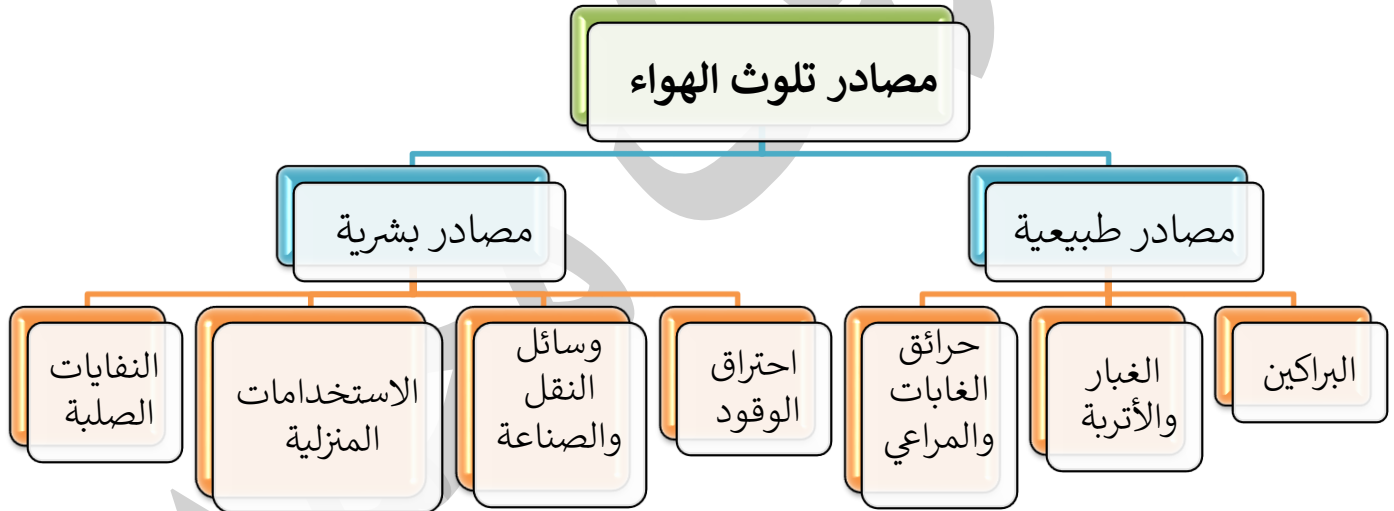 مصادر تلوث الهواء
مصادر طبيعية
مصادر بشرية
البراكين
الغبار
والأتربة
حرائق
الغابات
والمراعي
احتراق
الوقود
وسائل
النقل
والصناعة
الاستخدامات
المنزلية
النفايات
الصلبة